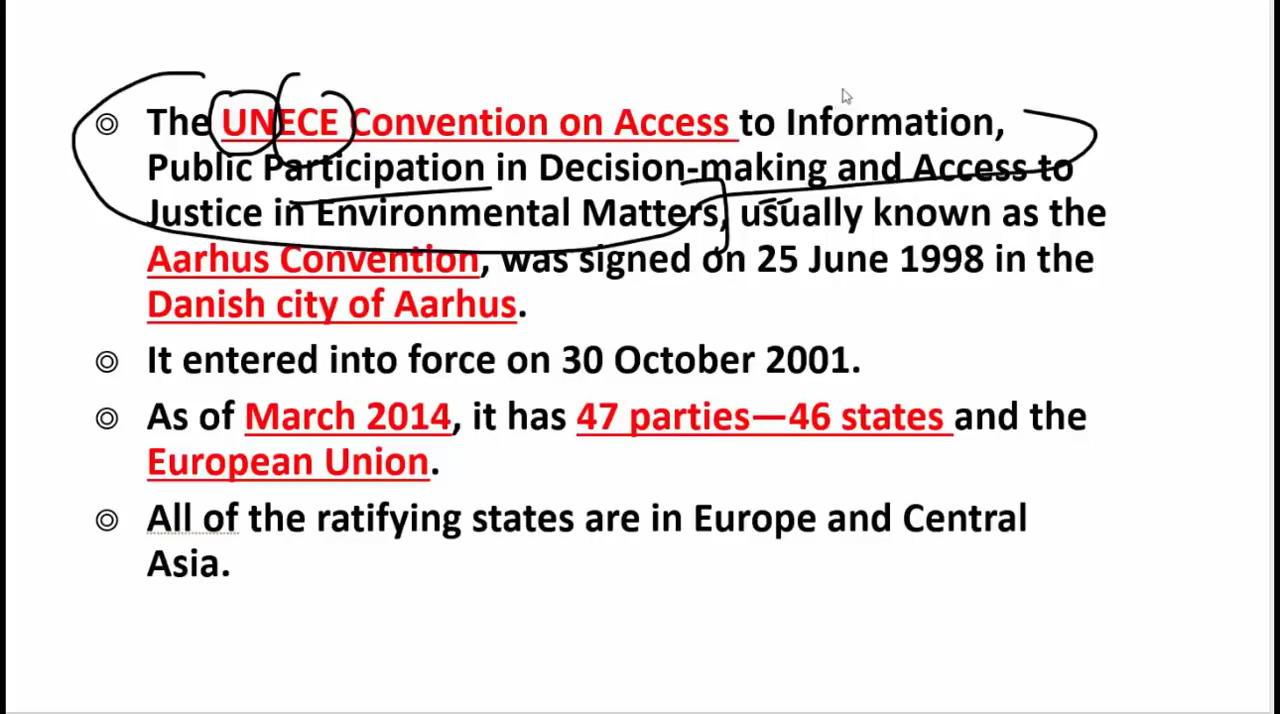 The UNECE Convention on Access to Information,
Public Participation in Decision-making and Access to
Justice in Environmental Matters, usually known as the
Aarhus Convention, was signed on 25 June 1998 in the
Danish city of Aarhus.
It entered into force on 30 October 2001.
As of March 2014, it has 47 parties—46 states and the
European Union.
All of the ratifying states are in Europe and Central
Asia.